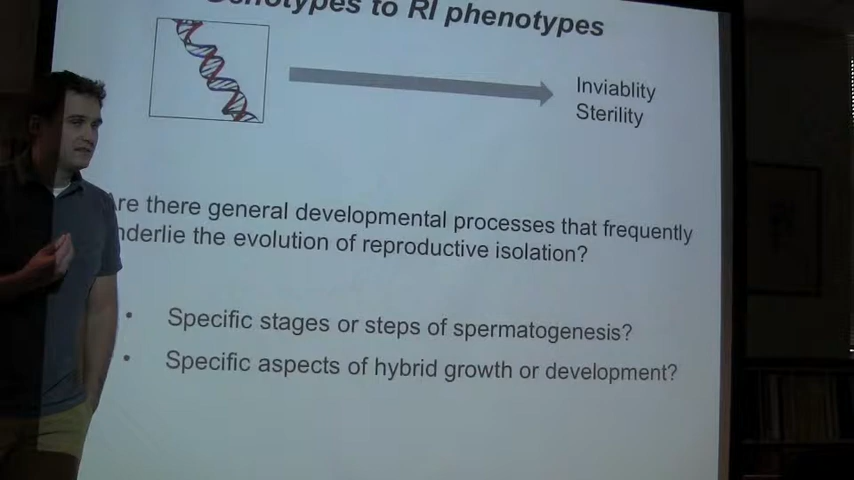 to RI phenotypes
Inviablity
Sterility
there general developmental processes that frequently
the evolution of reproductive isolation?
• Specific stages or steps of spermatogenesis?
• Specific aspects of hybrid growth or development?